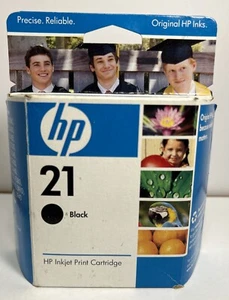 Precise. Reliable.
Original HP Inks.
hp
21
Black
HP Inkjet Print Cartridge